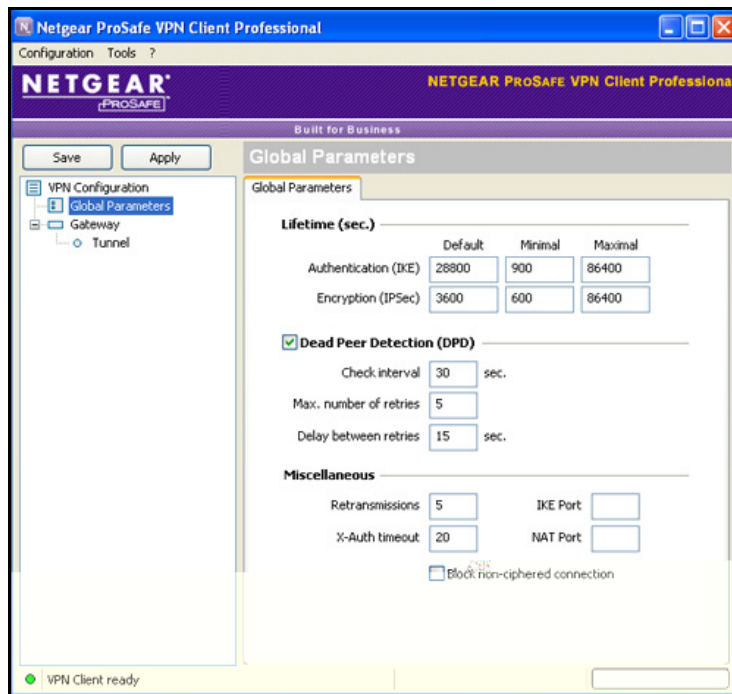 Netgear ProSafe VPN Client Professional
Configuration Tools ?
NETGEAR
PROSAFE
NETGEAR PROSAFE VPN Client Professiona
Built for Business
Save Apply
Global Parameters
VPN Configuration
Global Parameters
Gateway
Tunnel
Global Parameters
Lifetime (sec.)
Default Minimal Maximal
Authentication (IKE) 28800 900 86400
Encryption (IPSec) 3600 600 86400
Dead Peer Detection (DPD)
Check interval 30 sec.
Max. number of retries 5
Delay between retries 15 sec.
Miscellaneous
Retransmissions 5 IKE Port
X-Auth timeout 20 NAT Port
Block non-ciphered connection
VPN Client ready